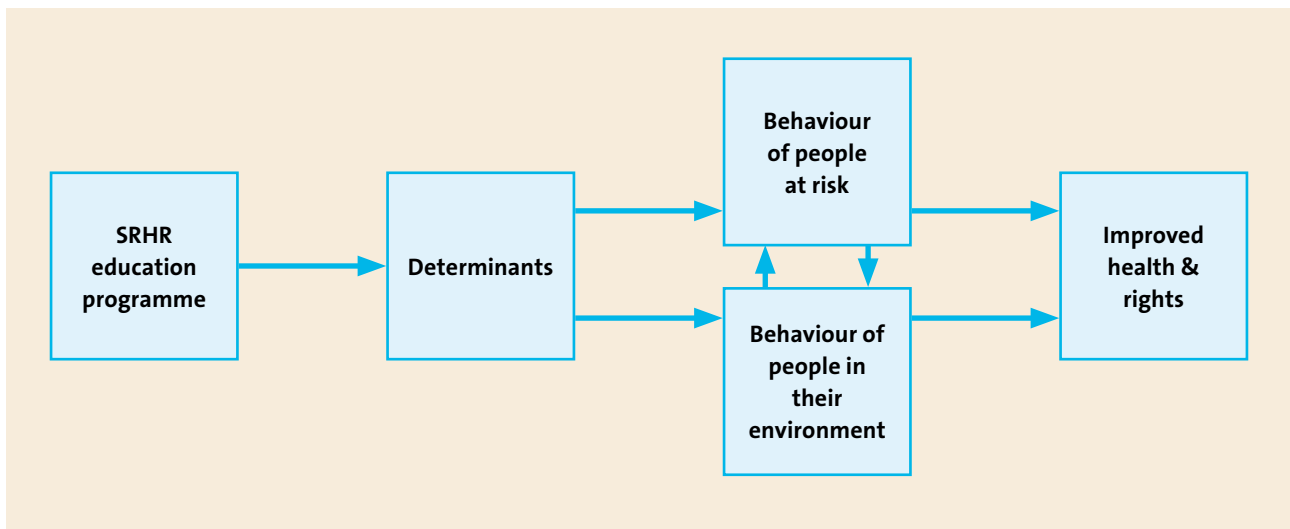 SRHR
education
programme
Determinants
Behaviour
of people
at risk
Behaviour of
people in
their
environment
Improved
health &
rights